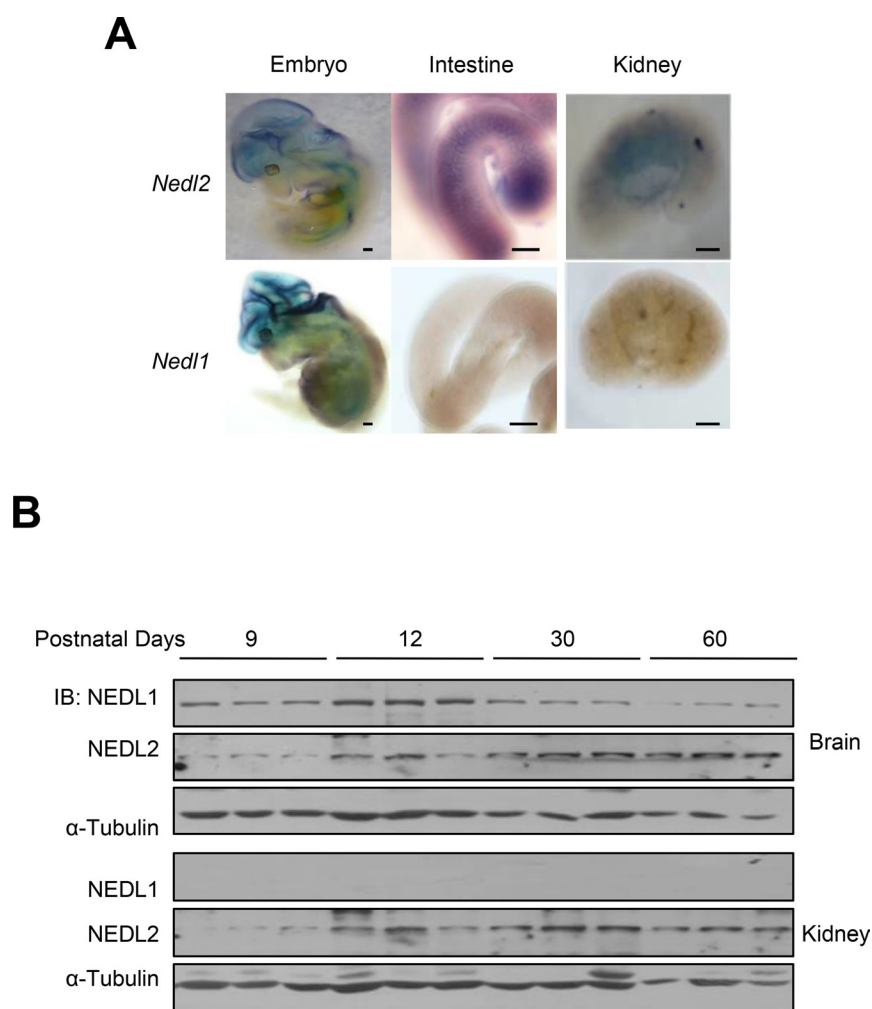 A
Embryo Intestine Kidney
Nedl2
Nedl1
B
Postnatal Days 9 12 30 60
IB: NEDL1
NEDL2
Brain
α-Tubulin
NEDL1
NEDL2
Kidney
α-Tubulin